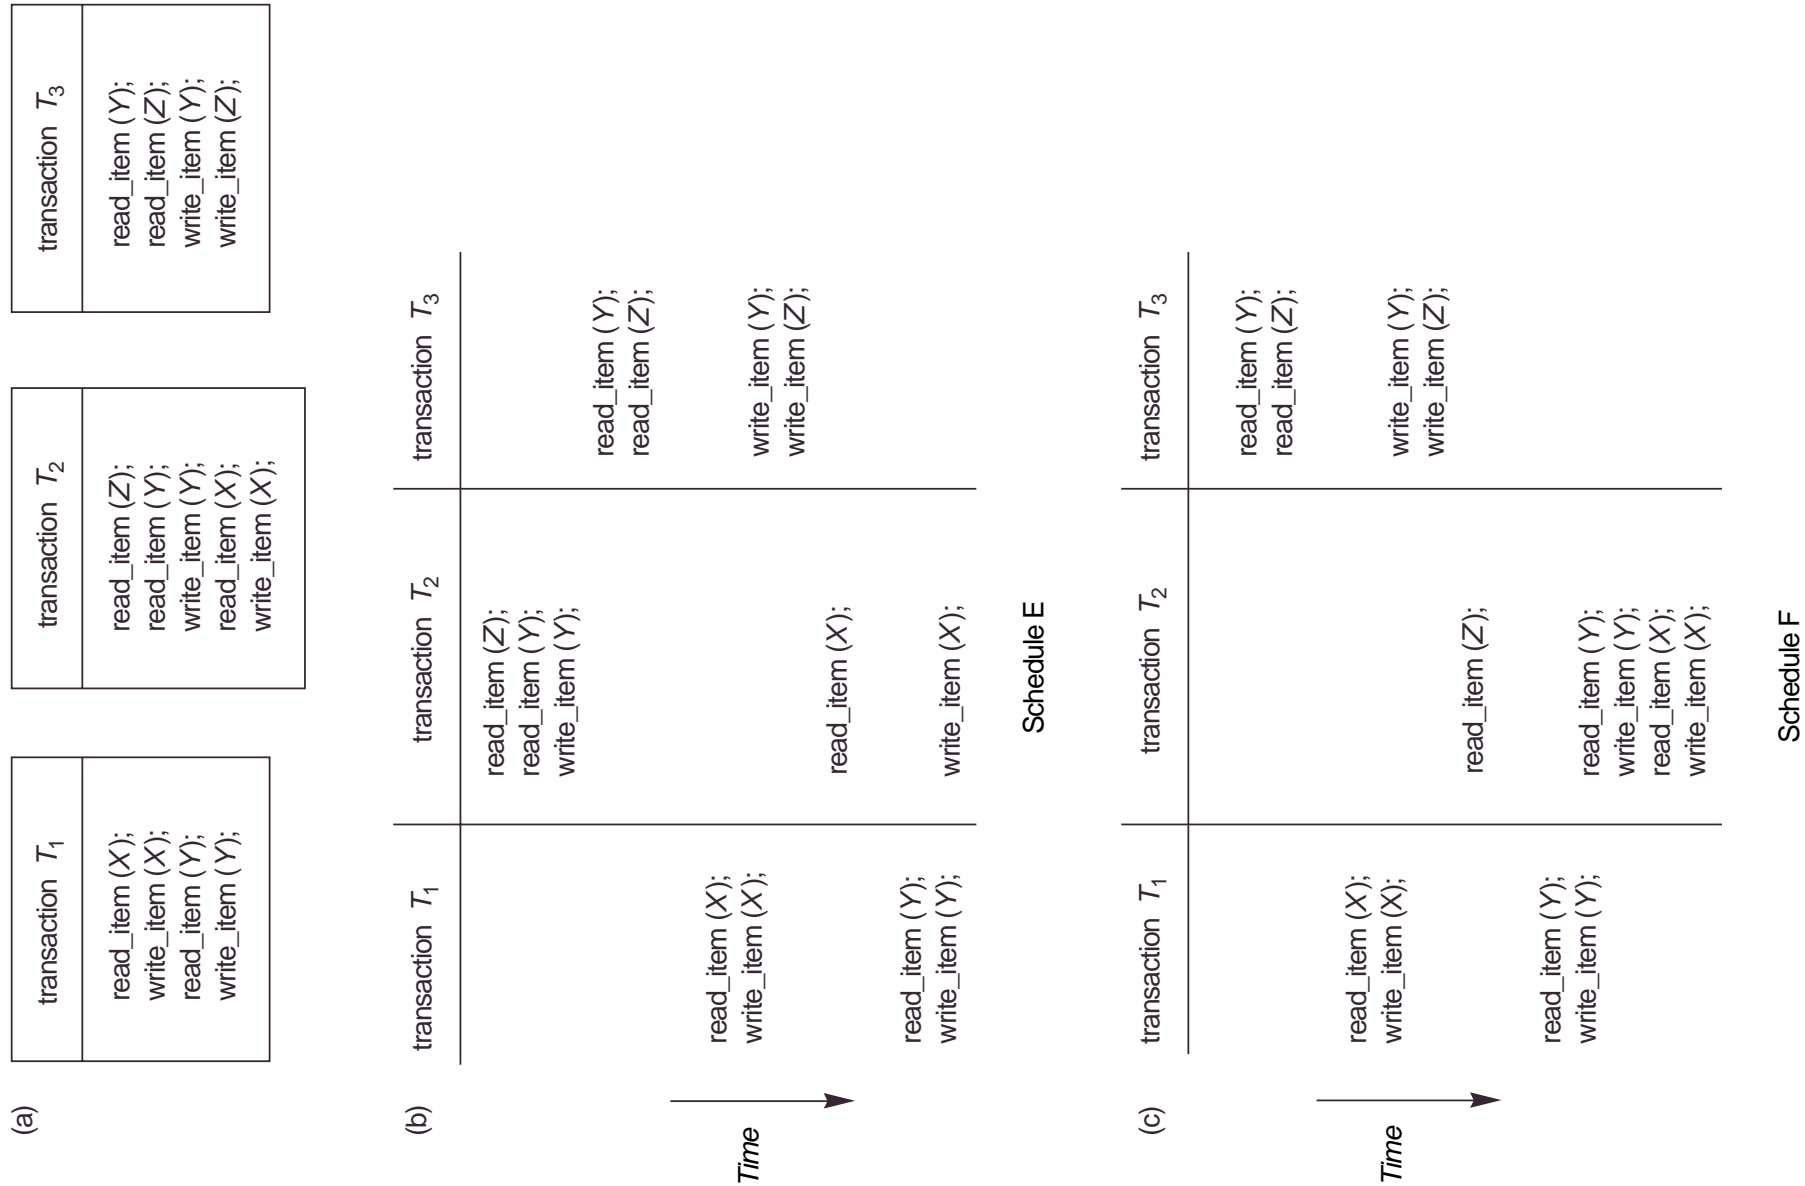 (a)
transaction T1
read_item (X);
write_item (X);
read_item (Y);
write_item (Y);
transaction T2
read_item (Z);
read_item (Y);
write_item (Y);
read_item (X);
write_item (X);
transaction T3
read_item (Y);
read_item (Z);
write_item (Y);
write_item (Z);
(b)
Time
transaction T1
read_item (X);
write_item (X);
read_item (Y);
write_item (Y);
transaction T2
read_item (Z);
read_item (Y);
write_item (Y);
read_item (X);
write_item (X);
transaction T3
read_item (Y);
read_item (Z);
write_item (Y);
write_item (Z);
Schedule E
(c)
Time
transaction T1
read_item (X);
write_item (X);
read_item (Y);
write_item (Y);
transaction T2
read_item (Z);
read_item (Y);
write_item (Y);
read_item (X);
write_item (X);
transaction T3
read_item (Y);
read_item (Z);
write_item (Y);
write_item (Z);
Schedule F